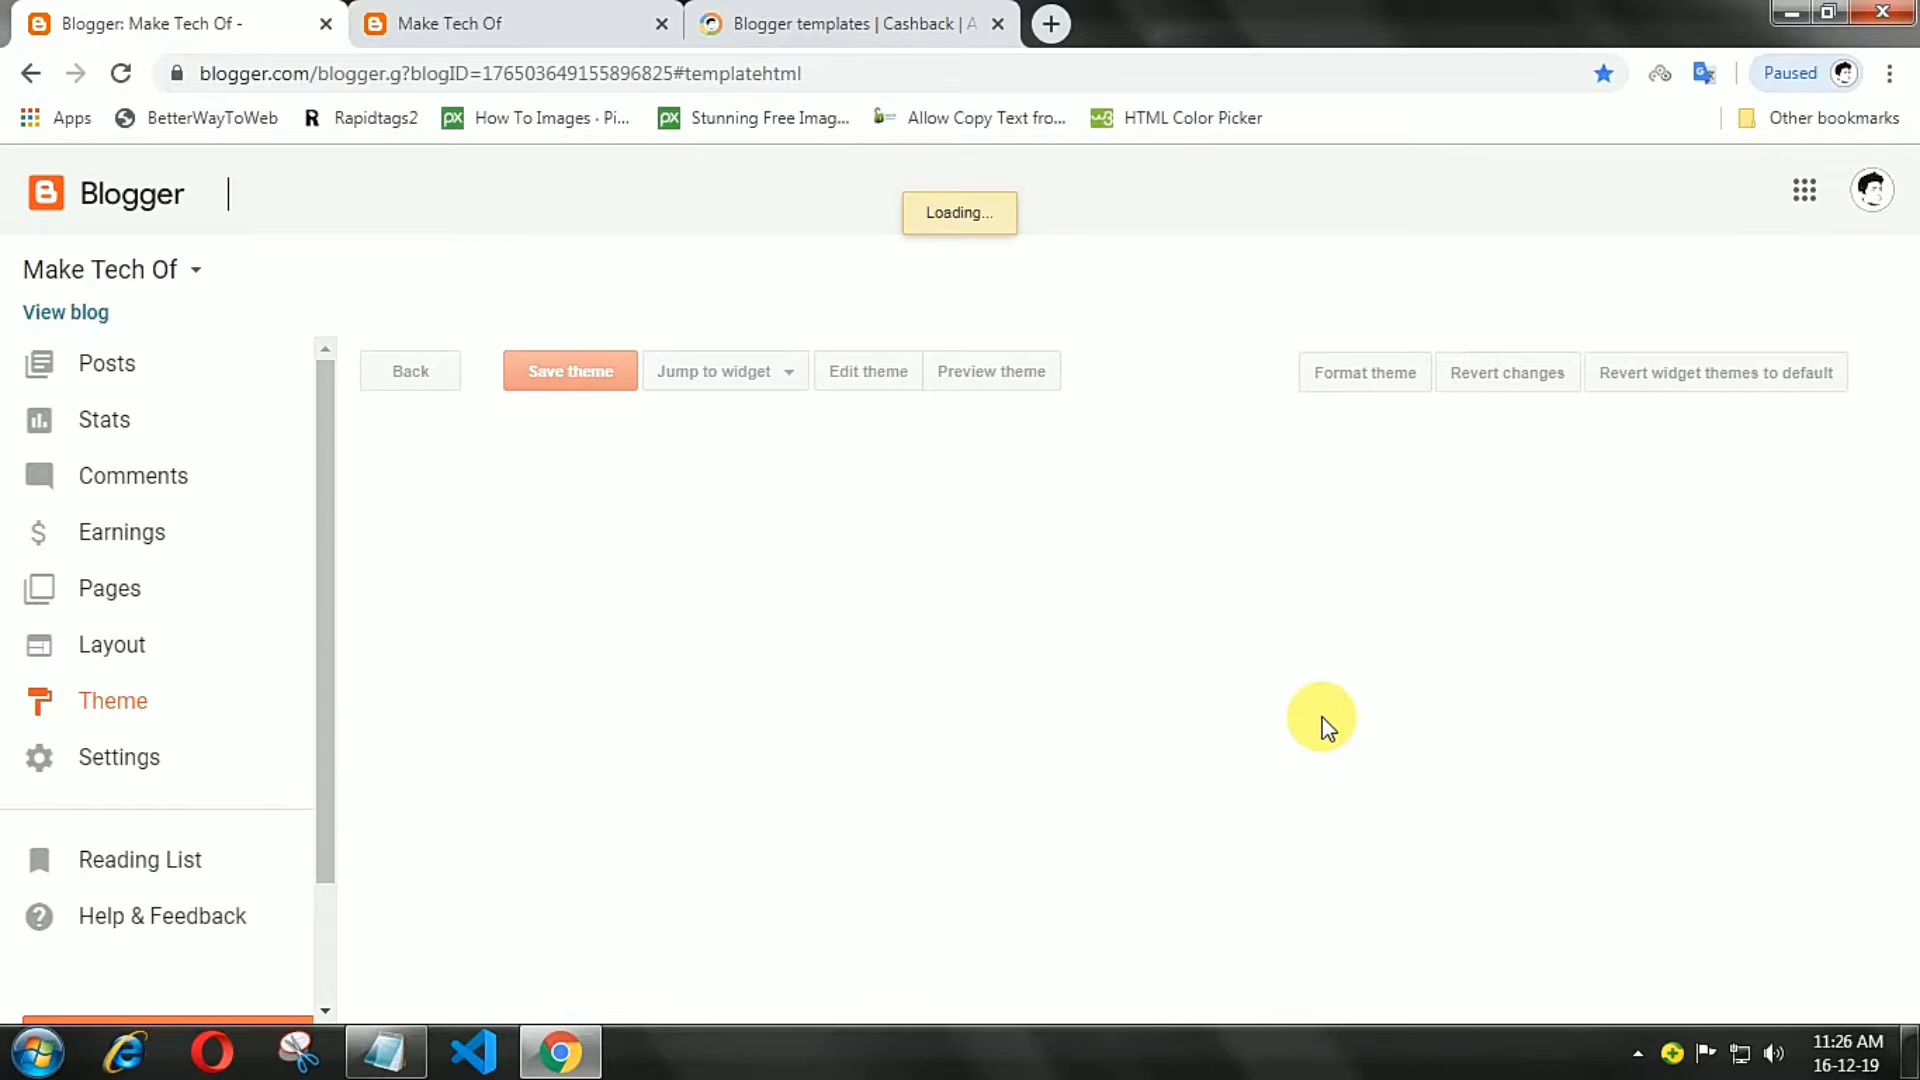 Blogger: Make Tech Of -
Make Tech Of
Blogger templates | Cashback | A
blogger.com/blogger.g?blogID=176503649155896825#templatehtml
Paused
Apps
BetterWayToWeb
R Rapidtags2
px How To Images · Pi...
px Stunning Free Imag...
Allow Copy Text fro...
HTML Color Picker
Other bookmarks
Blogger
Loading...
Make Tech Of
View blog
Posts
Stats
Comments
Earnings
Pages
Layout
Theme
Settings
Reading List
Help & Feedback
Back
Save theme
Jump to widget
Edit theme
Preview theme
Format theme
Revert changes
Revert widget themes to default
11:26 AM
16-12-19